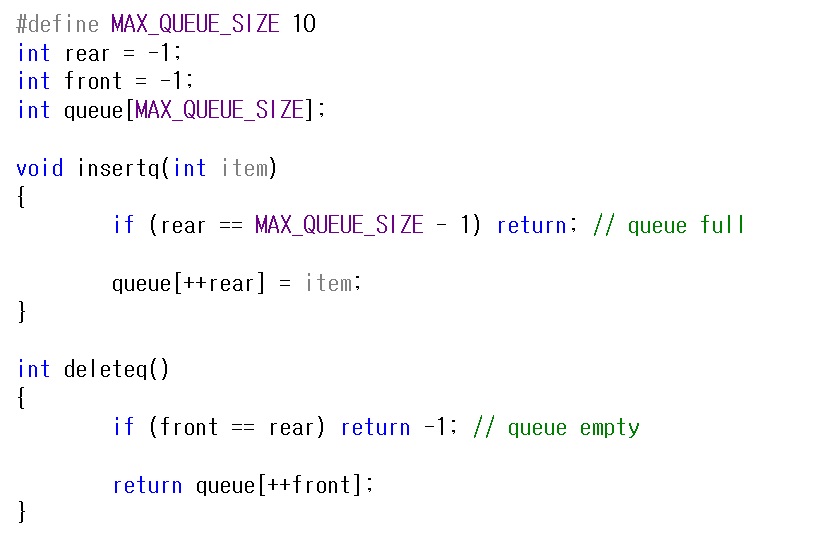 #define MAX_QUEUE_SIZE 10
int rear = -1;
int front = -1;
int queue[MAX_QUEUE_SIZE];
void insertq(int item)
{
if (rear == MAX_QUEUE_SIZE - 1) return; // queue full
queue[++rear] = item;
}
int deleteq()
{
if (front == rear) return -1; // queue empty
return queue[++front];
}